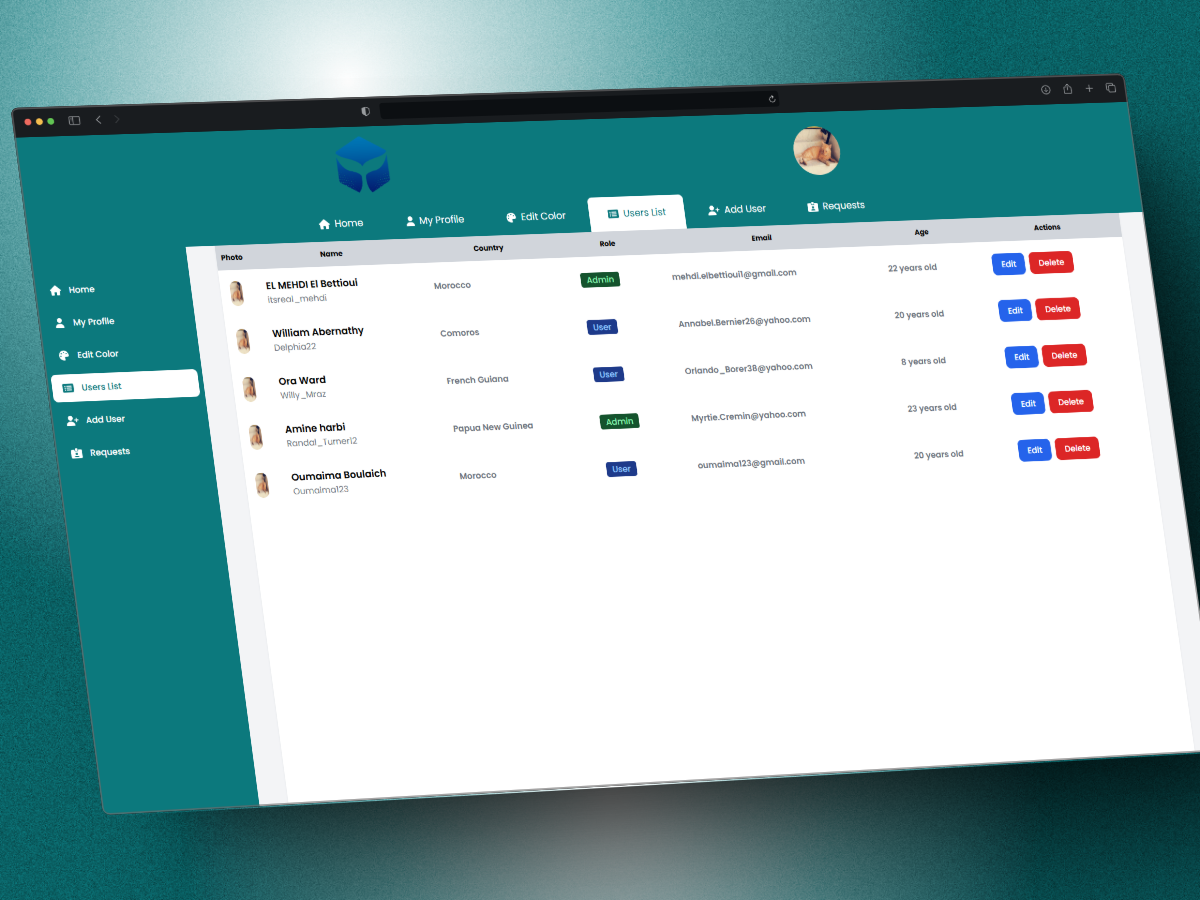 Home
My Profile
Edit Color
Users List
Add User
Requests
Photo Name Country Role Email Age Actions
Home
My Profile
Edit Color
Users List
Add User
Requests
EL MEHDI El Bettioui
Itsreal_mehdi
Morocco
Admin
mehdi.elbettioui1@gmail.com
22 years old
Edit Delete
William Abernathy
Delphia22
Comoros
User
Annabel.Bernier26@yahoo.com
20 years old
Edit Delete
Ora Ward
Willy_Mraz
French Guiana
User
Orlando_Borer38@yahoo.com
8 years old
Edit Delete
Amine harbi
Randal_Turner12
Papua New Guinea
Admin
Myrtie.Cremin@yahoo.com
23 years old
Edit Delete
Oumaima Boulaich
Oumaima123
Morocco
User
oumaima123@gmail.com
20 years old
Edit Delete